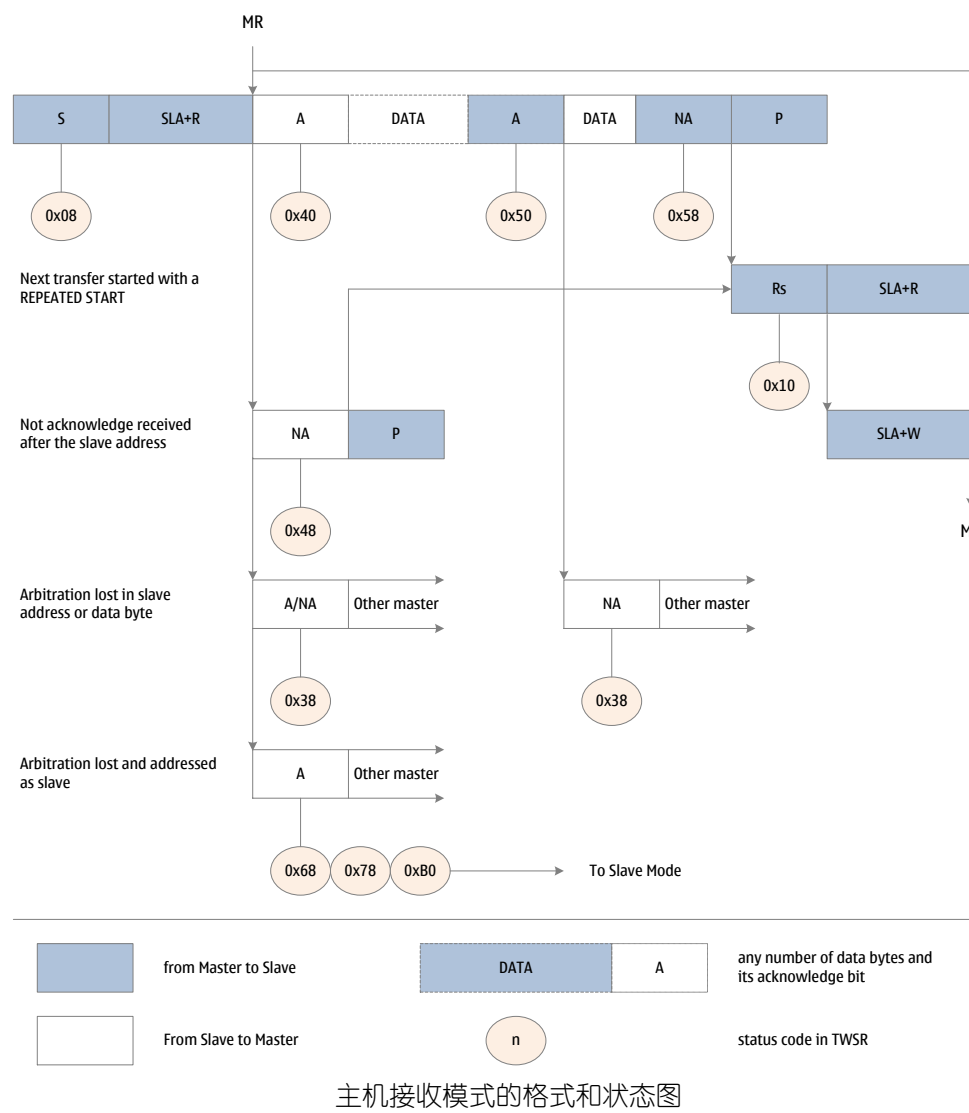 MR
S SLA+R A DATA A DATA NA P
0x08 0x40 0x50 0x58
Next transfer started with a
REPEATED START
Rs SLA+R
0x10
Not acknowledge received
after the slave address
NA P
SLA+W
0x48
M
Arbitration lost in slave
address or data byte
A/NA Other master NA Other master
0x38 0x38
Arbitration lost and addressed
as slave
A Other master
0x68 0x78 0xB0 To Slave Mode
from Master to Slave
DATA A
any number of data bytes and
its acknowledge bit
From Slave to Master
n
status code in TWSR
主机接收模式的格式和状态图